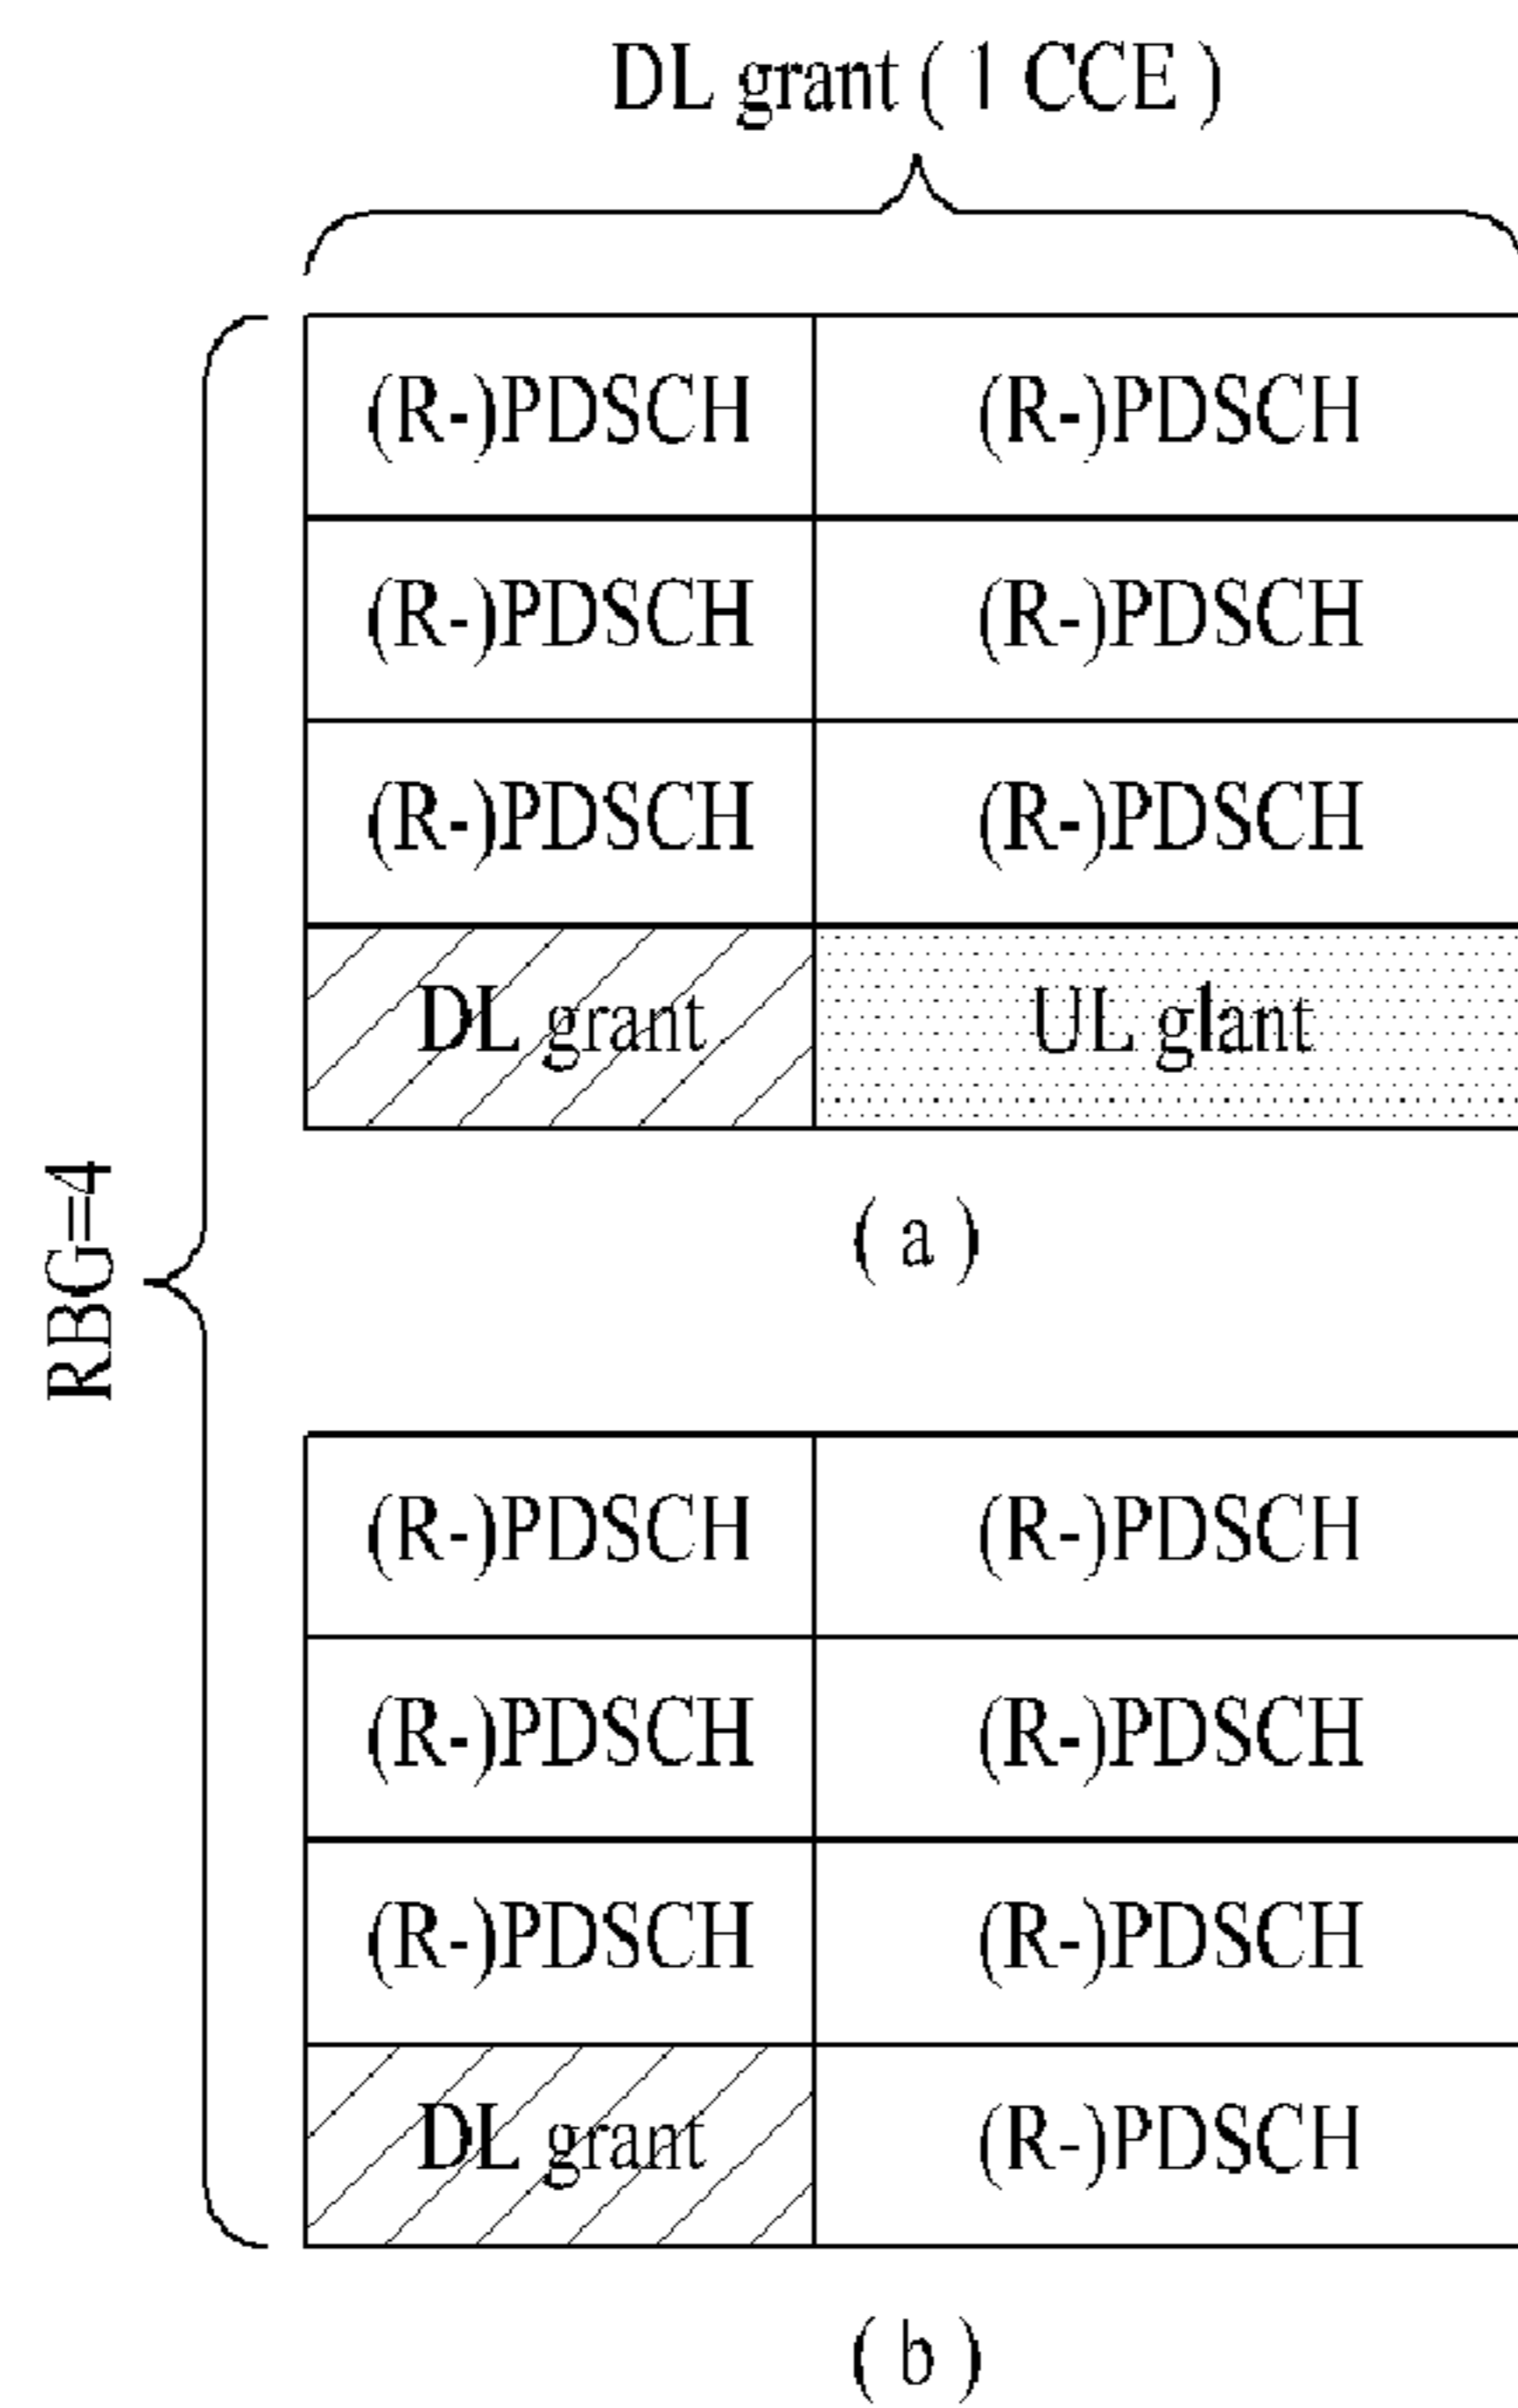 DL grant ( 1 CCE )
(R-)PDSCH (R-)PDSCH
(R-)PDSCH (R-)PDSCH
(R-)PDSCH (R-)PDSCH
DL grant UL glant
( a )
RBG=4
(R-)PDSCH (R-)PDSCH
(R-)PDSCH (R-)PDSCH
(R-)PDSCH (R-)PDSCH
DL grant (R-)PDSCH
( b )